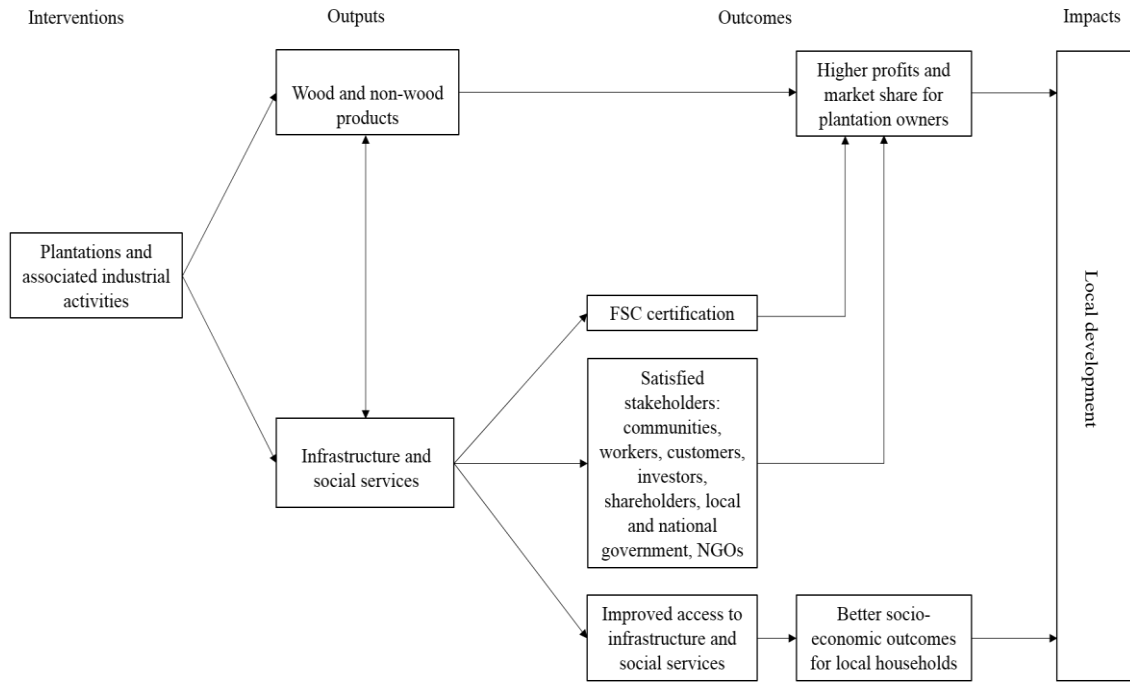 Interventions
Outputs
Outcomes
Impacts
Wood and non-wood
products
Higher profits and
market share for
plantation owners
Plantations and
associated industrial
activities
FSC certification
Satisfied
stakeholders:
communities,
workers, customers,
investors,
shareholders, local
and national
government, NGOs
Infrastructure and
social services
Improved access to
infrastructure and
social services
Better socio-
economic outcomes
for local households
Local development